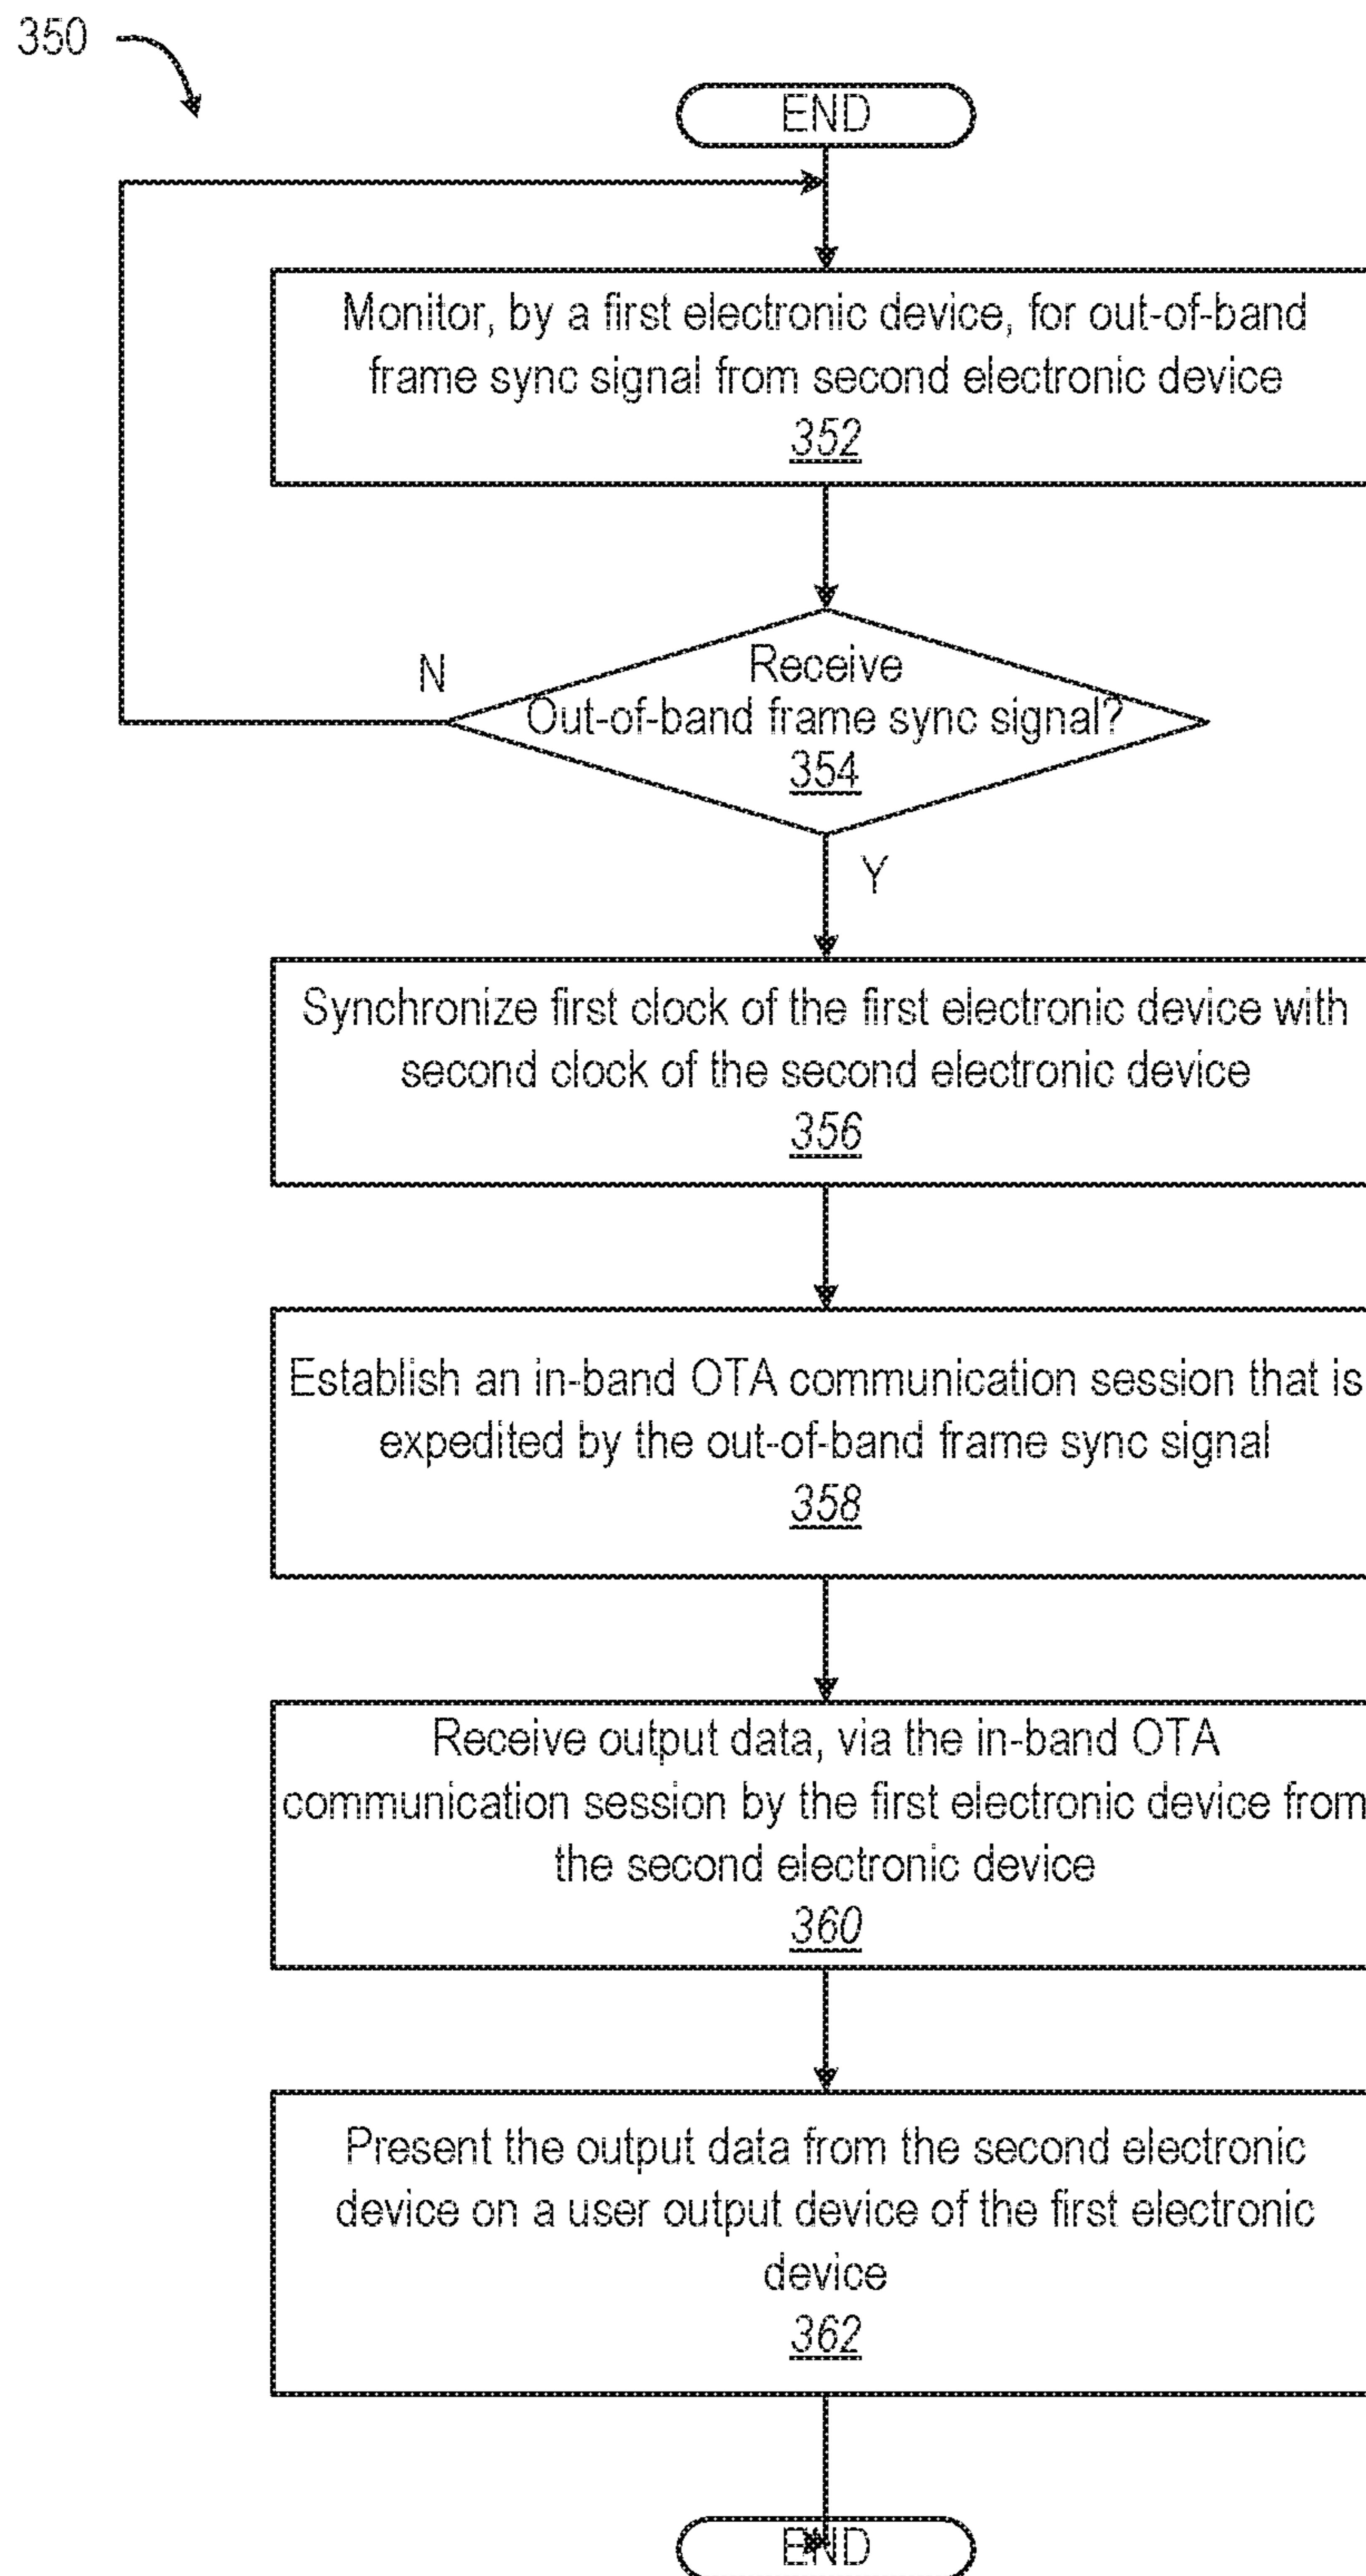 350
END
Monitor, by a first electronic device, for out-of-band
frame sync signal from second electronic device
352
N
Receive
Out-of-band frame sync signal?
354
Y
Synchronize first clock of the first electronic device with
second clock of the second electronic device
356
Establish an in-band OTA communication session that is
expedited by the out-of-band frame sync signal
358
Receive output data, via the in-band OTA
communication session by the first electronic device from
the second electronic device
360
Present the output data from the second electronic
device on a user output device of the first electronic
device
362
END